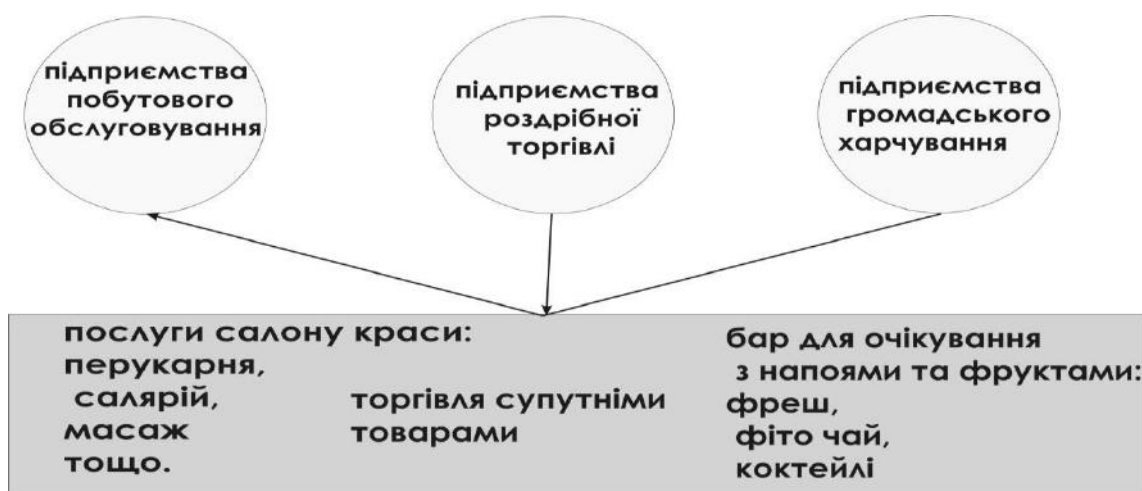 підприємства
побутового
обслуговування
підприємства
роздрібної
торгівлі
підприємства
громадського
харчування
послуги салону краси:
перукарня,
салярій,
масаж
тощо.
торгівля супутніми
товарами
бар для очікування
з напоями та фруктами:
фреш,
фіто чай,
коктейлі